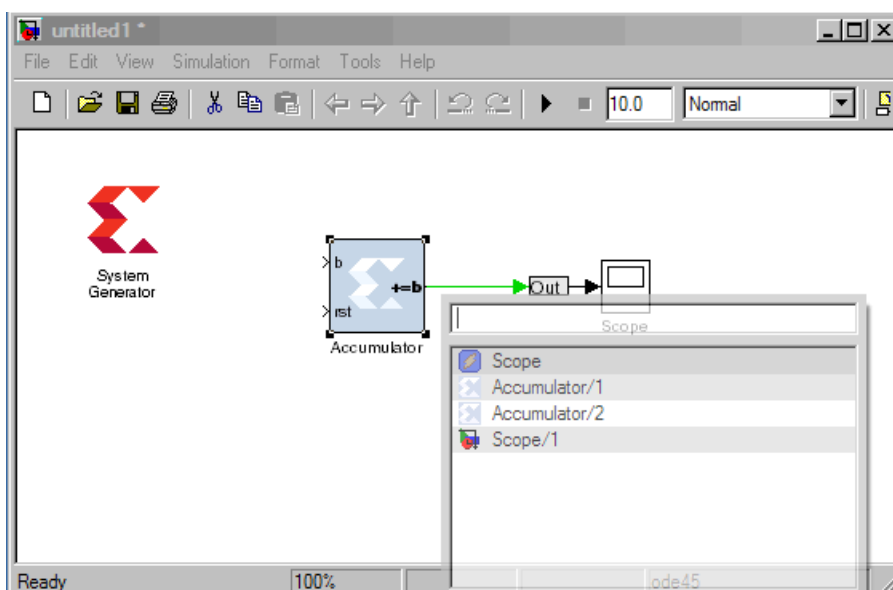 untitled1 *
File Edit View Simulation Format Tools Help
10.0 Normal
System
Generator
b
+=b
rst
Accumulator
Out
Scope
Scope
Accumulator/1
Accumulator/2
Scope/1
Ready 100% ode45